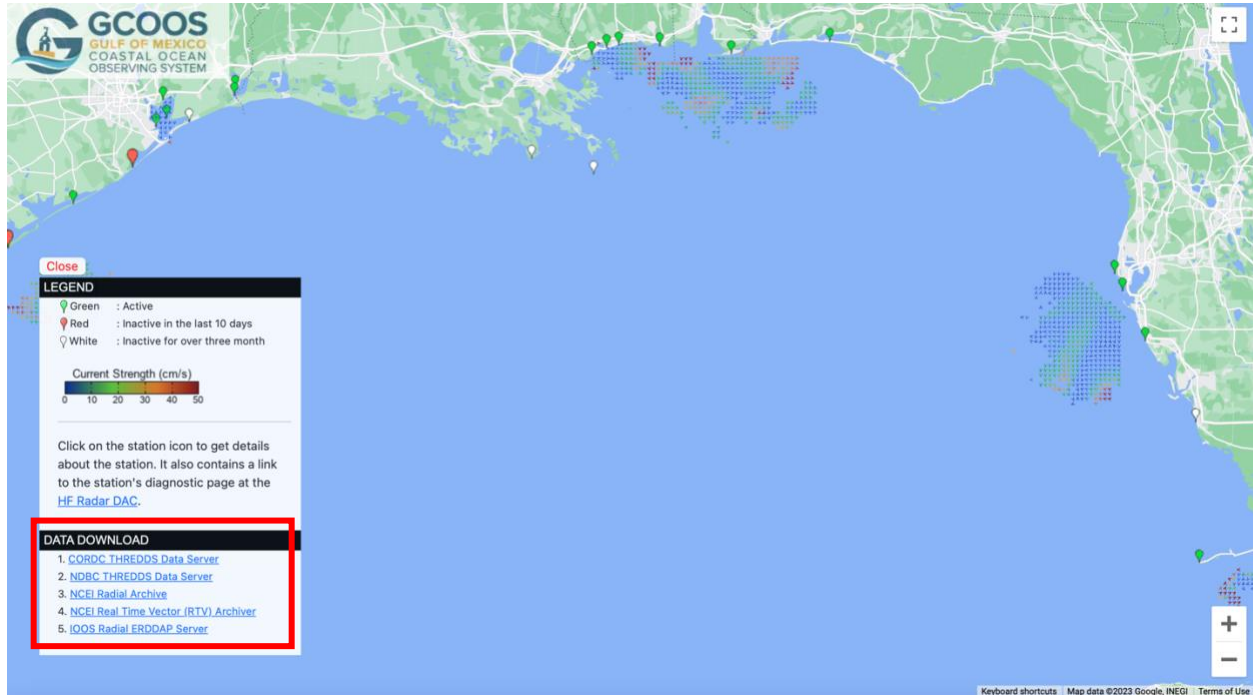 GCOOS
GULF OF MEXICO
COASTAL OCEAN
OBSERVING SYSTEM
Close
LEGEND
Green : Active
Red : Inactive in the last 10 days
White : Inactive for over three month
Current Strength (cm/s)
0 10 20 30 40 50
Click on the station icon to get details
about the station. It also contains a link
to the station's diagnostic page at the
HF Radar DAC.
DATA DOWNLOAD
1. CORDC THREDDS Data Server
2. NDBC THREDDS Data Server
3. NCEI Radial Archive
4. NCEI Real Time Vector (RTV) Archiver
5. IOOS Radial ERDDAP Server
+
−
Keyboard shortcuts Map data ©2023 Google, INEGI Terms of Use